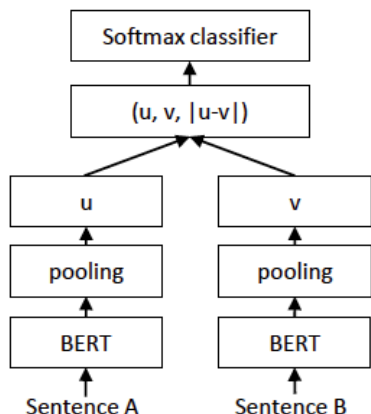 Softmax classifier
(u, v, |u-v|)
u
v
pooling
pooling
BERT
BERT
Sentence A
Sentence B